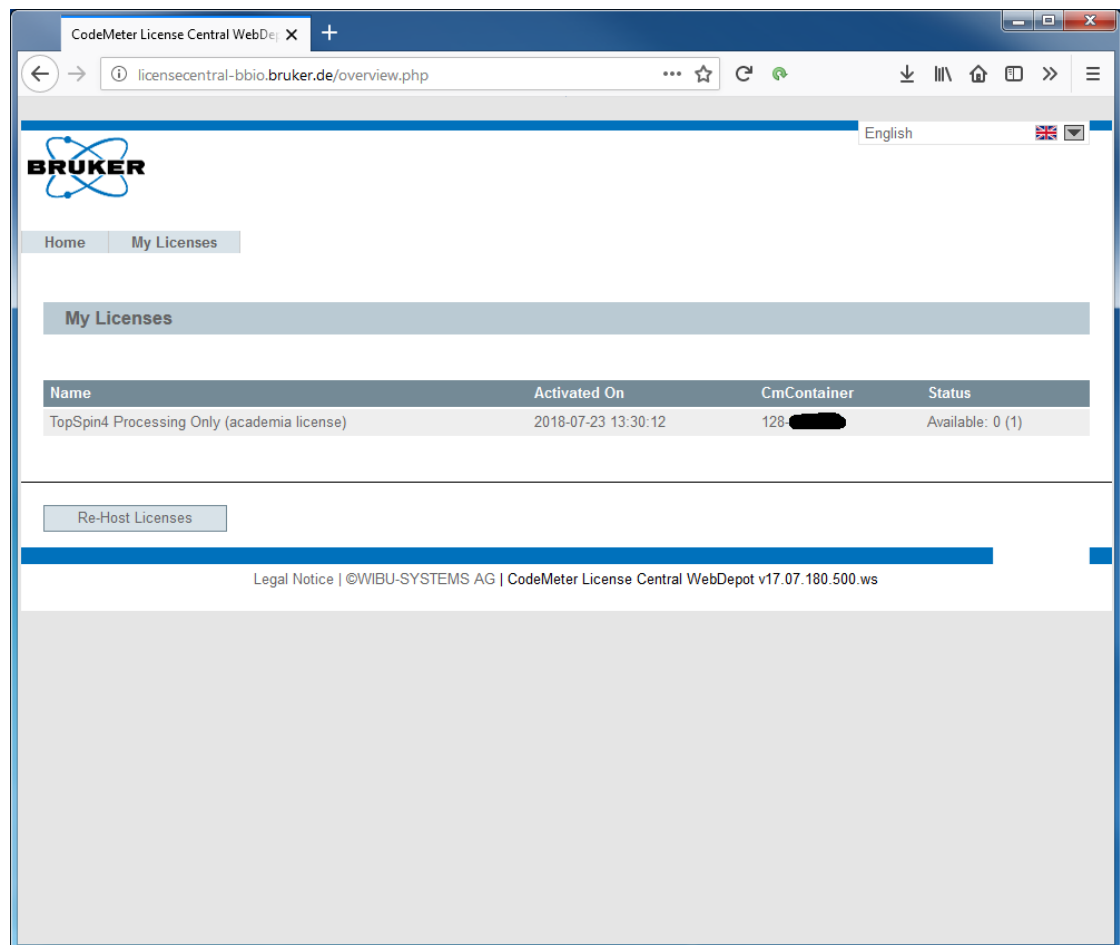 CodeMeter License Central WebDep
licensecentral-bbio.bruker.de/overview.php
English
BRUKER
Home My Licenses
My Licenses
Name Activated On CmContainer Status
TopSpin4 Processing Only (academia license) 2018-07-23 13:30:12 128- Available: 0 (1)
Re-Host Licenses
Legal Notice | ©WIBU-SYSTEMS AG | CodeMeter License Central WebDepot v17.07.180.500.ws